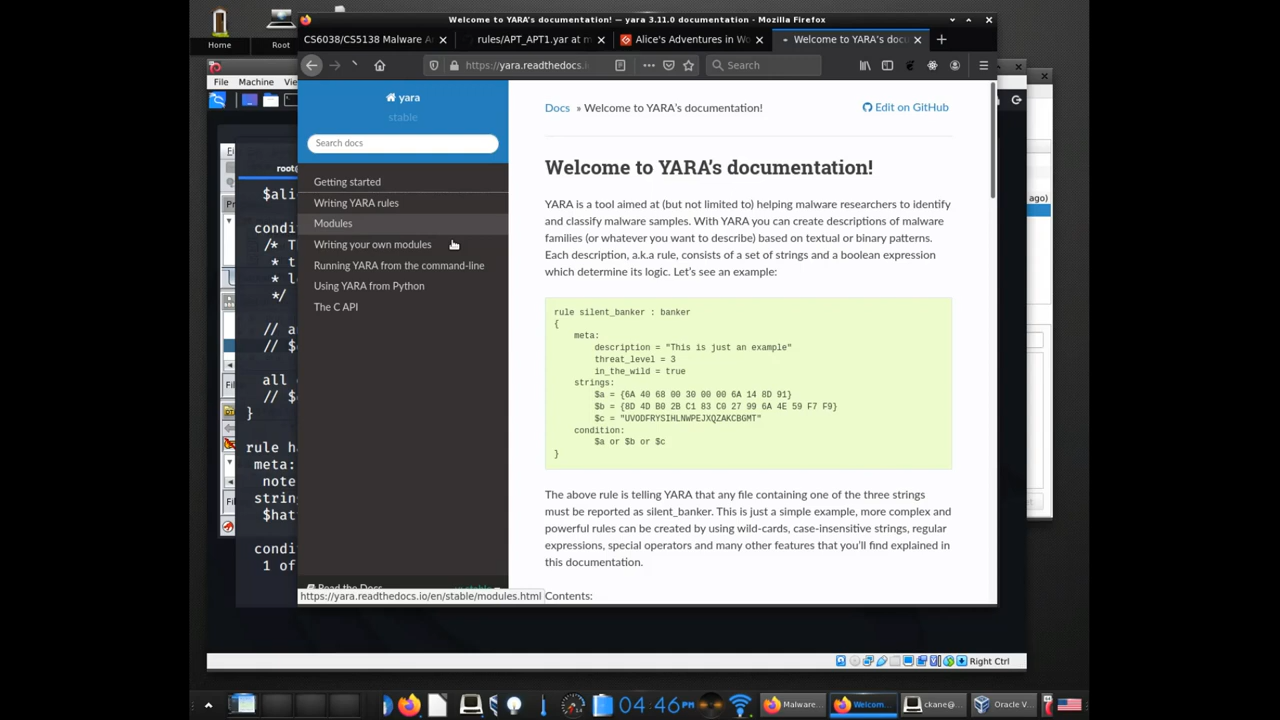 Welcome to YARA's documentation! — yara 3.11.0 documentation - Mozilla Firefox
Home
Root
CS6038/CS5138 Malware A
rules/APT_APT1.yar at m
Alice's Adventures in Wo
Welcome to YARA's docu
https://yara.readthedocs.i
Search
File Machine Vie
yara
stable
Search docs
Getting started
Writing YARA rules
Modules
Writing your own modules
Running YARA from the command-line
Using YARA from Python
The C API
Read the Docs
Docs » Welcome to YARA's documentation!
Edit on GitHub
Welcome to YARA's documentation!
YARA is a tool aimed at (but not limited to) helping malware researchers to identify
and classify malware samples. With YARA you can create descriptions of malware
families (or whatever you want to describe) based on textual or binary patterns.
Each description, a.k.a rule, consists of a set of strings and a boolean expression
which determine its logic. Let's see an example:
rule silent_banker : banker
{
meta:
description = "This is just an example"
threat_level = 3
in_the_wild = true
strings:
$a = {6A 40 68 00 30 00 00 6A 14 8D 91}
$b = {8D 4D B0 2B C1 83 C0 27 99 6A 4E 59 F7 F9}
$c = "UVODFRYSIHLNWPEJXQZAKCBGMT"
condition:
$a or $b or $c
}
The above rule is telling YARA that any file containing one of the three strings
must be reported as silent_banker. This is just a simple example, more complex and
powerful rules can be created by using wild-cards, case-insensitive strings, regular
expressions, special operators and many other features that you'll find explained in
this documentation.
Contents:
https://yara.readthedocs.io/en/stable/modules.html
root@
$ali
condi
/* T
* t
* l
*/
// a
// $
all
// $
}
rule h
meta:
note
strin
$hat
condi
1 of
ago)
Right Ctrl
04:46 PM
Malware...
Welcom...
ckane@...
Oracle V...